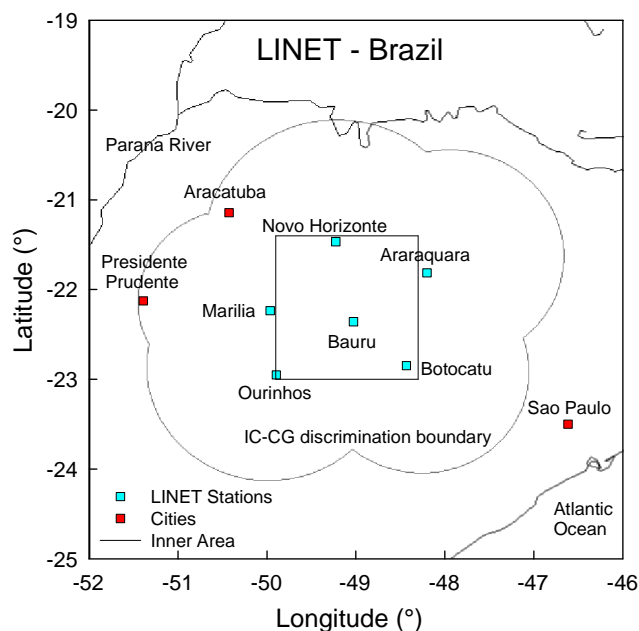 LINET - Brazil
-19
-20
-21
-22
-23
-24
-25
Latitude (°)
Parana River
Aracatuba
Novo Horizonte
Araraquara
Presidente
Prudente
Marilia
Bauru
Botocatu
Ourinhos
Sao Paulo
IC-CG discrimination boundary
LINET Stations
Cities
Inner Area
Atlantic
Ocean
-52
-51
-50
-49
-48
-47
-46
Longitude (°)